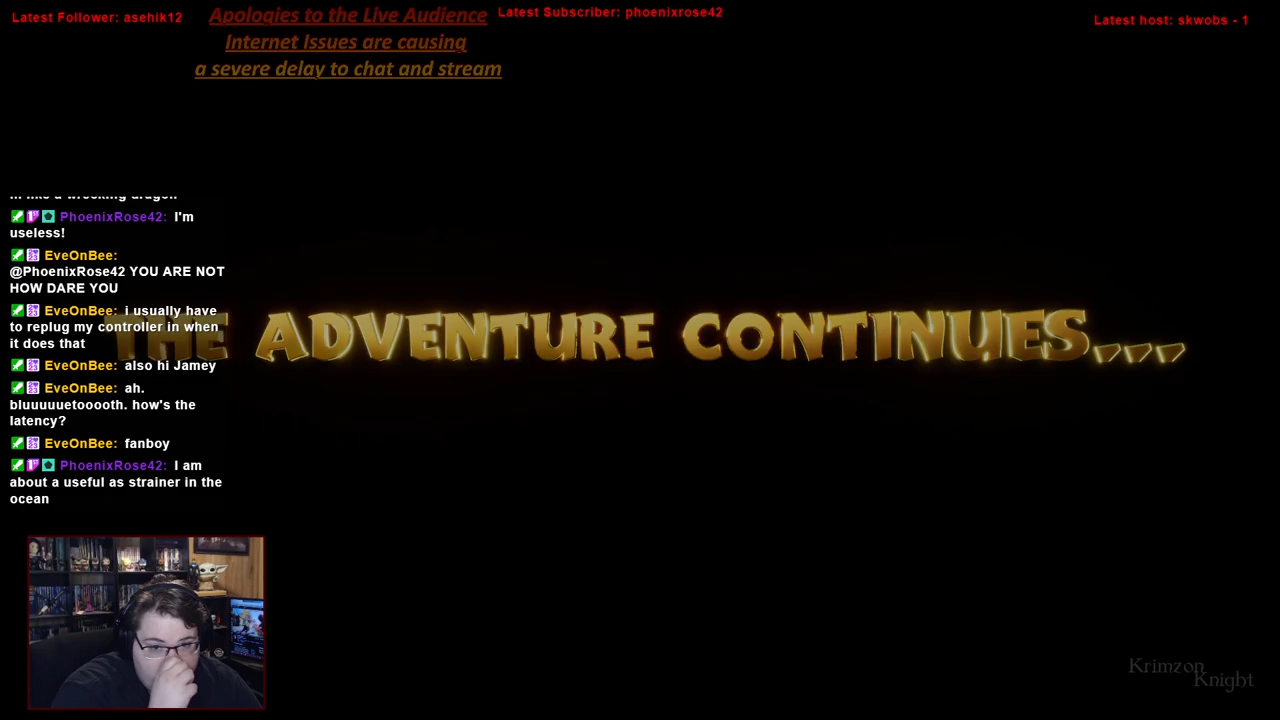 Latest Follower: asehik12
Apologies to the Live Audience
Internet Issues are causing
a severe delay to chat and stream
Latest Subscriber: phoenixrose42
Latest host: skwobs - 1
... like a wrecking dragon
PhoenixRose42: I'm
useless!
EveOnBee:
@PhoenixRose42 YOU ARE NOT
HOW DARE YOU
EveOnBee: i usually have
to replug my controller in when
it does that
EveOnBee: also hi Jamey
EveOnBee: ah.
bluuuuuetooooth. how's the
latency?
EveOnBee: fanboy
PhoenixRose42: I am
about a useful as strainer in the
ocean
THE ADVENTURE CONTINUES...
Krimzon
Knight